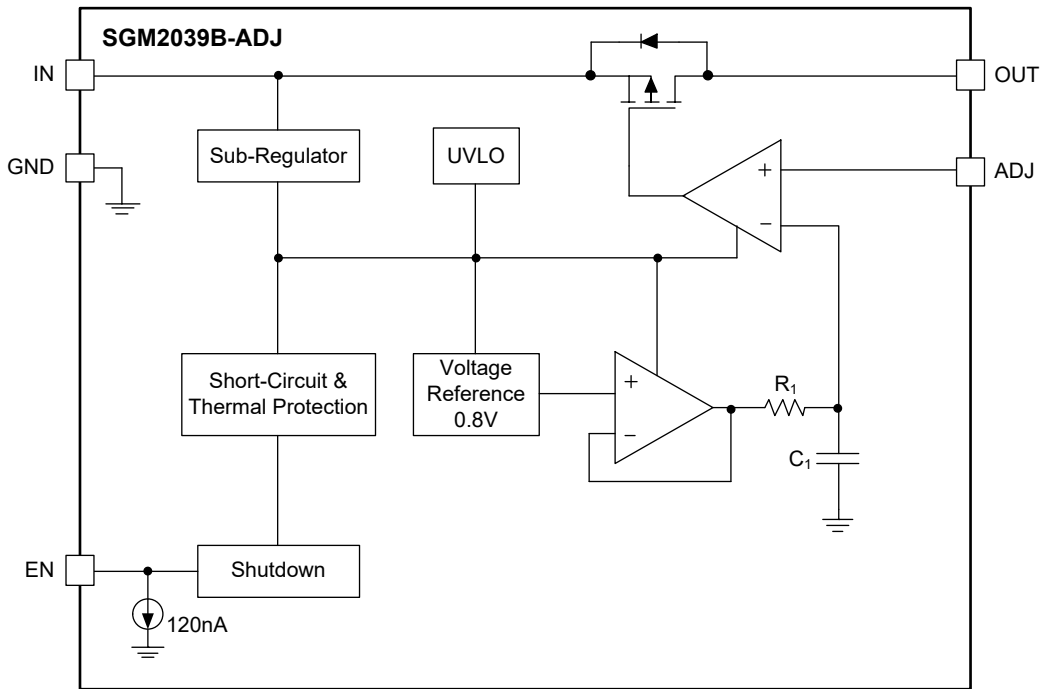 SGM2039B-ADJ
IN
OUT
GND
Sub-Regulator
UVLO
ADJ
+
−
Short-Circuit &
Thermal Protection
Voltage
Reference
0.8V
+
−
R₁
C₁
EN
Shutdown
120nA